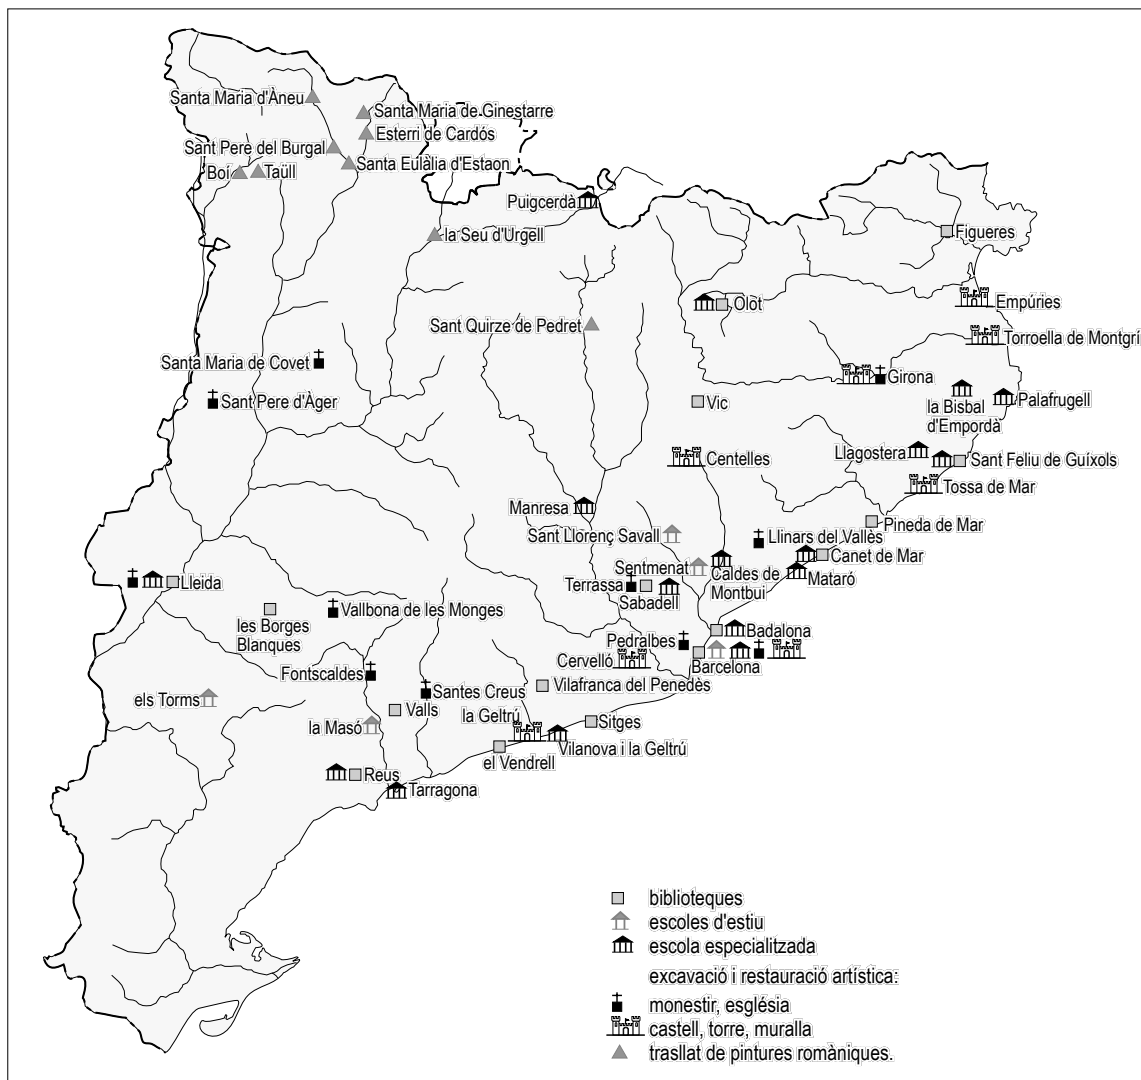 Santa Maria d'Àneu
Santa Maria de Ginestarre
Esterri de Cardós
Sant Pere del Burgal
Santa Eulàlia d'Estaon
Boí
Taüll
Puigcerdà
la Seu d'Urgell
Figueres
Olot
Empúries
Sant Quirze de Pedret
Torroella de Montgrí
Santa Maria de Covet
Girona
Sant Pere d'Àger
Vic
la Bisbal
d'Empordà
Palafrugell
Llagostera
Centelles
Sant Feliu de Guíxols
Tossa de Mar
Manresa
Pineda de Mar
Sant Llorenç Savall
Llinars del Vallès
Canet de Mar
Sentmenat
Caldes de
Montbui
Mataró
Lleida
Terrassa
Sabadell
les Borges
Blanques
Vallbona de les Monges
Badalona
Pedralbes
Barcelona
Cervelló
Fontscaldes
Santes Creus
Vilafranca del Penedès
els Torms
Valls
la Geltrú
Sitges
la Masó
Vilanova i la Geltrú
el Vendrell
Reus
Tarragona
biblioteques
escoles d'estiu
escola especialitzada
excavació i restauració artística:
monestir, església
castell, torre, muralla
trasllat de pintures romàniques.